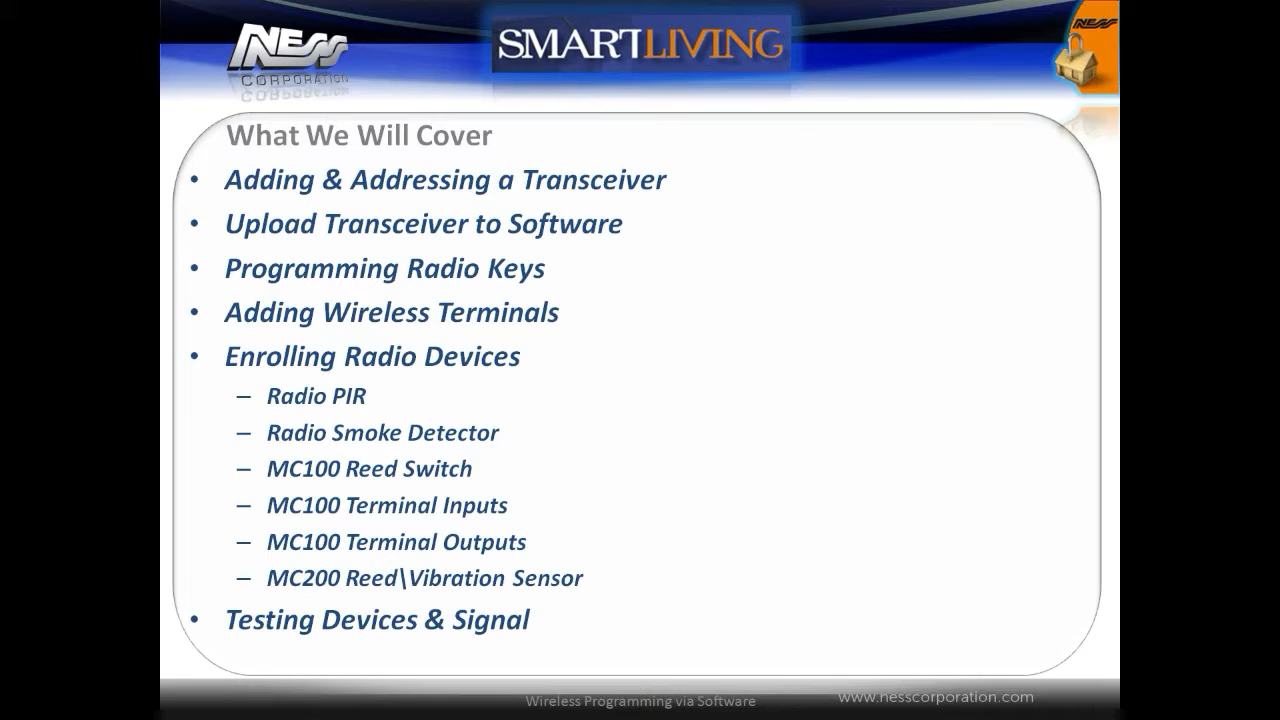 NESS
CORPORATION
SMARTLIVING
NESS
What We Will Cover
• Adding & Addressing a Transceiver
• Upload Transceiver to Software
• Programming Radio Keys
• Adding Wireless Terminals
• Enrolling Radio Devices
– Radio PIR
– Radio Smoke Detector
– MC100 Reed Switch
– MC100 Terminal Inputs
– MC100 Terminal Outputs
– MC200 Reed\Vibration Sensor
• Testing Devices & Signal
Wireless Programming via Software
www.nesscorporation.com